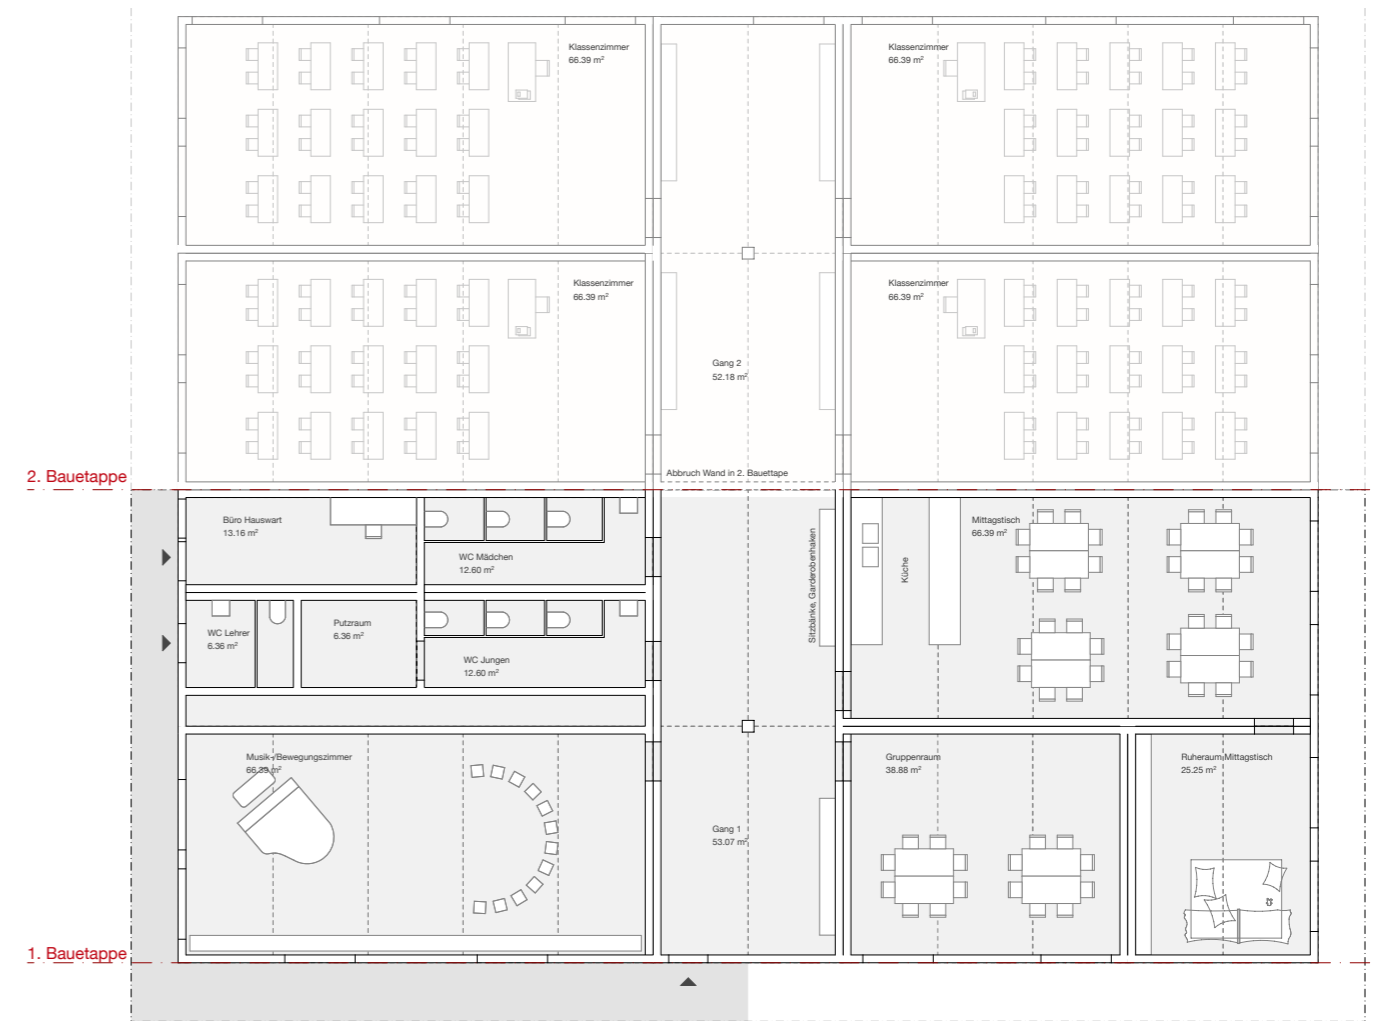 Klassenzimmer
66.39 m²
Klassenzimmer
66.39 m²
Klassenzimmer
66.39 m²
Klassenzimmer
66.39 m²
Gang 2
52.18 m²
2. Bauetappe
Abbruch Wand in 2. Bauettape
Büro Hauswart
13.16 m²
WC Mädchen
12.60 m²
Sitzbänke, Garderobenhaken
Küche
Mittagstisch
66.39 m²
WC Lehrer
6.36 m²
Putzraum
6.36 m²
WC Jungen
12.60 m²
Musik-/Bewegungszimmer
66.39 m²
Gang 1
53.07 m²
Gruppenraum
38.88 m²
Ruheraum Mittagstisch
25.25 m²
1. Bauetappe